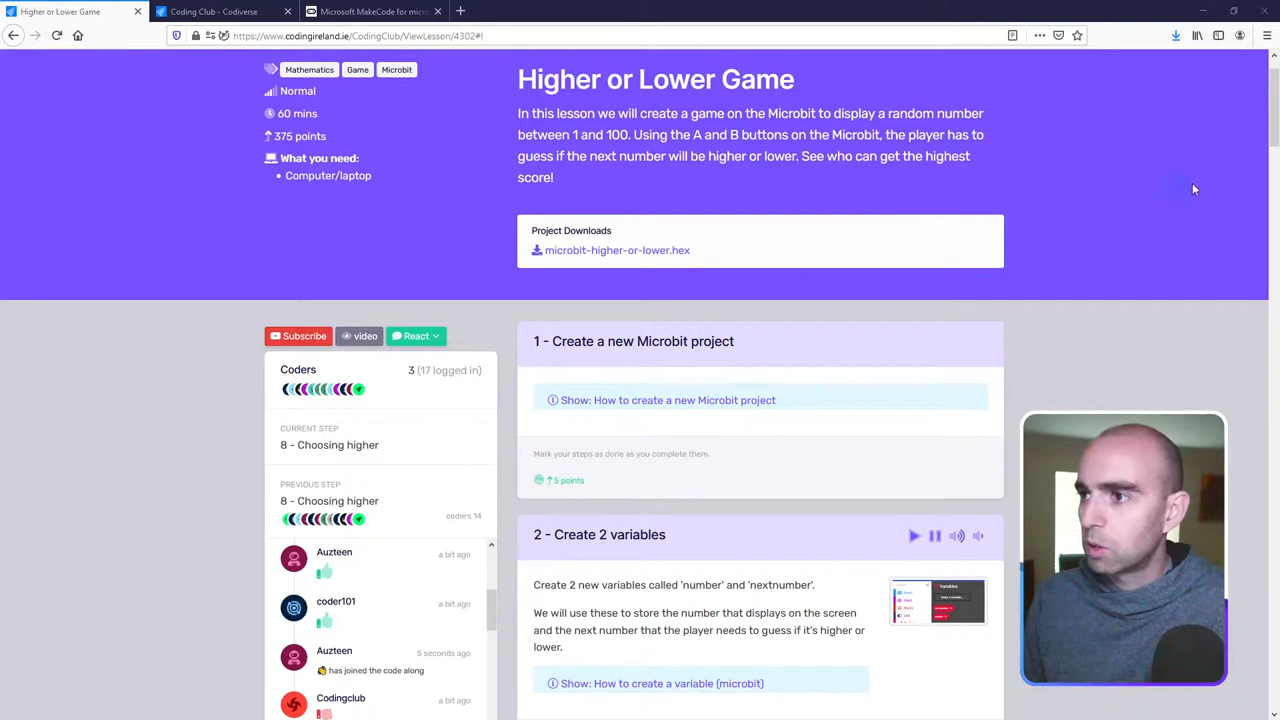 Higher or Lower Game
Coding Club - Codiverse
Microsoft MakeCode for micro
https://www.codingireland.ie/CodingClub/ViewLesson/4302#!
Mathematics
Game
Microbit
Normal
60 mins
375 points
What you need:
Computer/laptop
Higher or Lower Game
In this lesson we will create a game on the Microbit to display a random number
between 1 and 100. Using the A and B buttons on the Microbit, the player has to
guess if the next number will be higher or lower. See who can get the highest
score!
Project Downloads
microbit-higher-or-lower.hex
Subscribe
video
React
Coders
3 (17 logged in)
CURRENT STEP
8 - Choosing higher
PREVIOUS STEP
8 - Choosing higher
coders 14
Auzteen
a bit ago
coder101
a bit ago
Auzteen
5 seconds ago
has joined the code along
Codingclub
a bit ago
1 - Create a new Microbit project
Show: How to create a new Microbit project
Mark your steps as done as you complete them.
5 points
2 - Create 2 variables
Create 2 new variables called 'number' and 'nextnumber'.
We will use these to store the number that displays on the screen
and the next number that the player needs to guess if it's higher or
lower.
Variables
Show: How to create a variable (microbit)